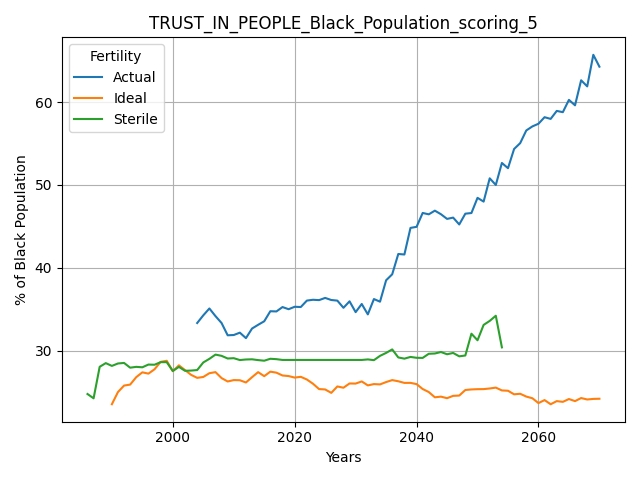 TRUST_IN_PEOPLE_Black_Population_scoring_5
Fertility
Actual
Ideal
Sterile
60
50
40
30
% of Black Population
2000
2020
2040
2060
Years